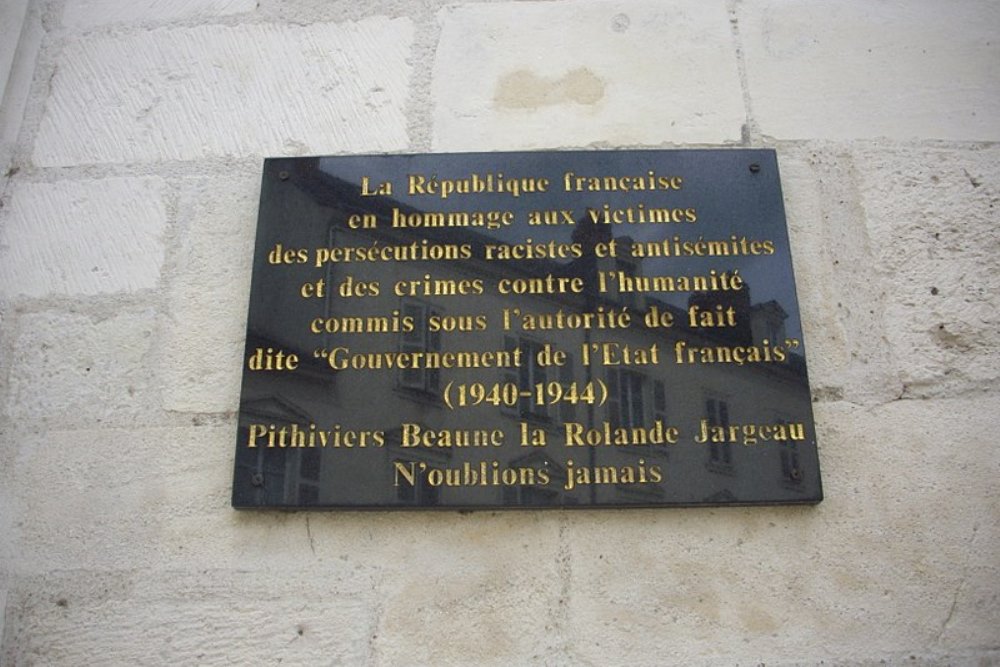 La République française
en hommage aux victimes
des persécutions racistes et antisémites
et des crimes contre l'humanité
commis sous l'autorité de fait
dite “Gouvernement de l'Etat français”
(1940-1944)
Pithiviers Beaune la Rolande Jargeau
N'oublions jamais